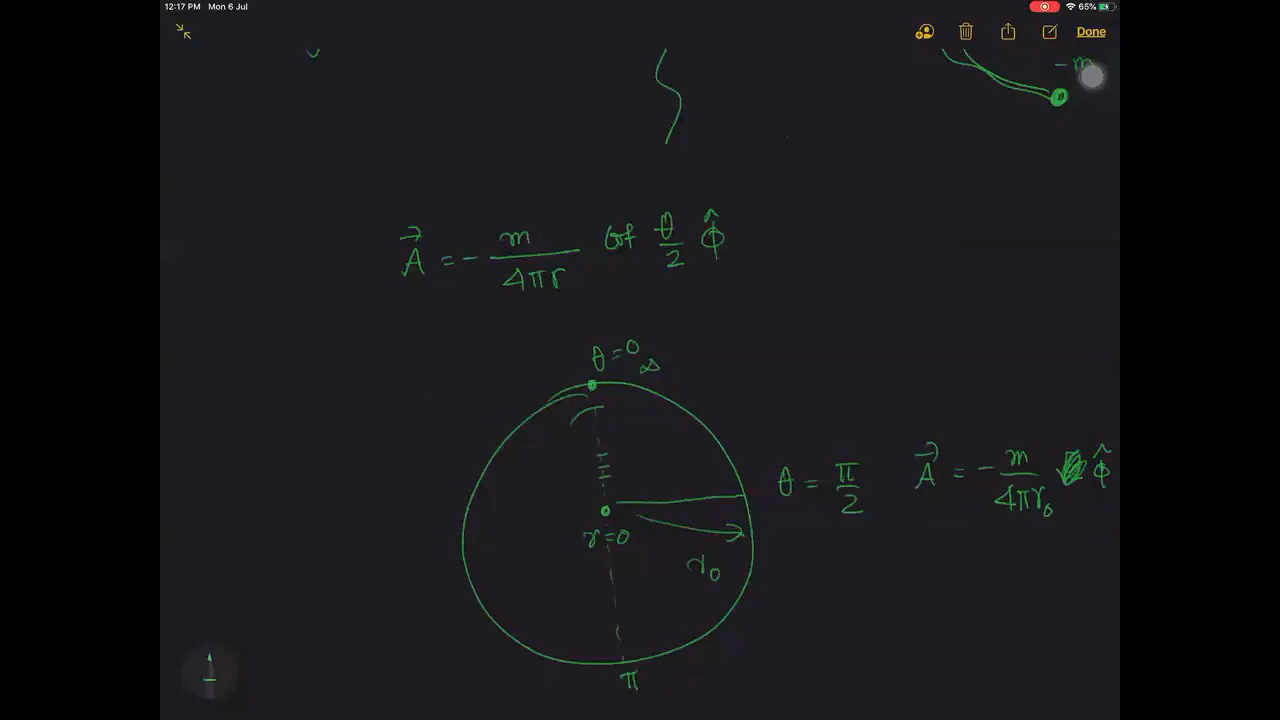 12:17 PM Mon 6 Jul
65%
Done
- m
A⃗ = - m/4πr Cot θ/2 φ̂
θ = 0
∞
θ = π/2 A⃗ = - m/4πr₀ φ̂
r = 0
r₀
π